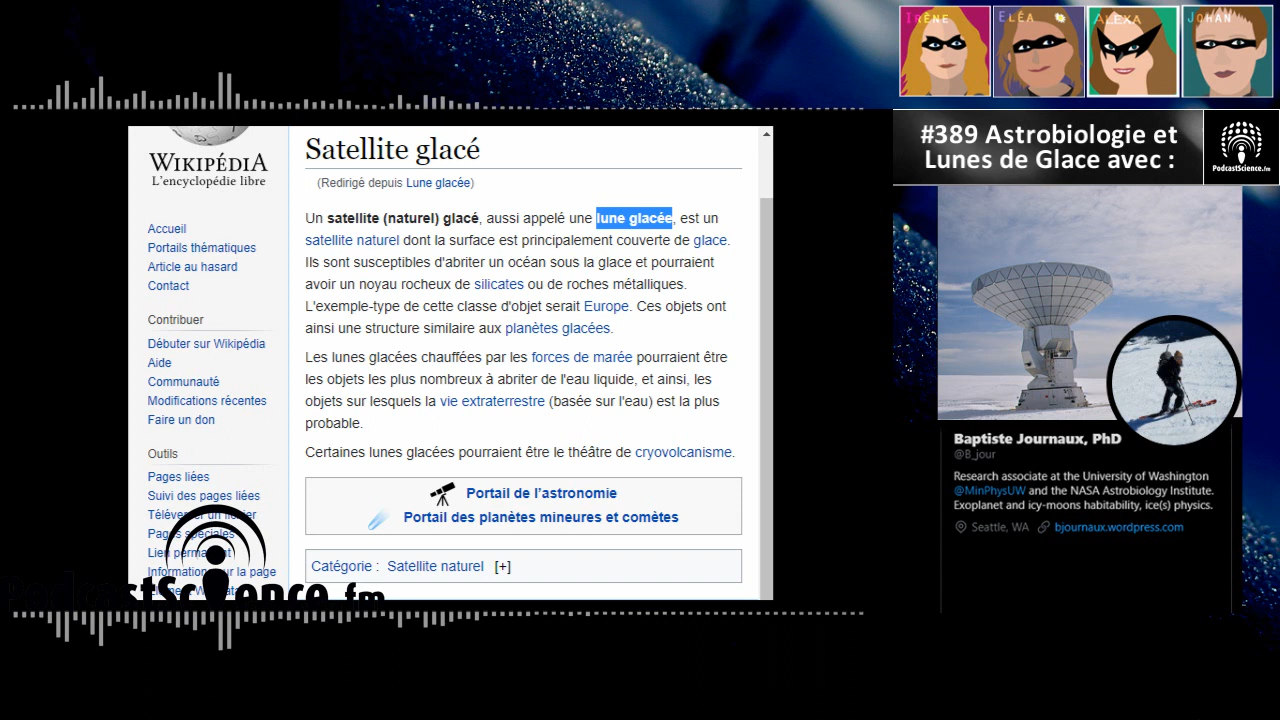 IRÈNE
ELÉA
ALEXA
JOHAN
#389 Astrobiologie et
Lunes de Glace avec :
PodcastScience.fm
WIKIPÉDIA
L'encyclopédie libre
Accueil
Portails thématiques
Article au hasard
Contact
Contribuer
Débuter sur Wikipédia
Aide
Communauté
Modifications récentes
Faire un don
Outils
Pages liées
Suivi des pages liées
Téléverser un fichier
Pages spéciales
Lien permanent
Information sur la page
Satellite glacé
(Redirigé depuis Lune glacée)
Un satellite (naturel) glacé, aussi appelé une lune glacée, est un
satellite naturel dont la surface est principalement couverte de glace.
Ils sont susceptibles d'abriter un océan sous la glace et pourraient
avoir un noyau rocheux de silicates ou de roches métalliques.
L'exemple-type de cette classe d'objet serait Europe. Ces objets ont
ainsi une structure similaire aux planètes glacées.
Les lunes glacées chauffées par les forces de marée pourraient être
les objets les plus nombreux à abriter de l'eau liquide, et ainsi, les
objets sur lesquels la vie extraterrestre (basée sur l'eau) est la plus
probable.
Certaines lunes glacées pourraient être le théâtre de cryovolcanisme.
Portail de l'astronomie
Portail des planètes mineures et comètes
Catégorie : Satellite naturel [+]
PodcastScience.fm
Baptiste Journaux, PhD
@B_jour
Research associate at the University of Washington
@MinPhysUW and the NASA Astrobiology Institute.
Exoplanet and icy-moons habitability, ice(s) physics.
Seattle, WA bjournaux.wordpress.com